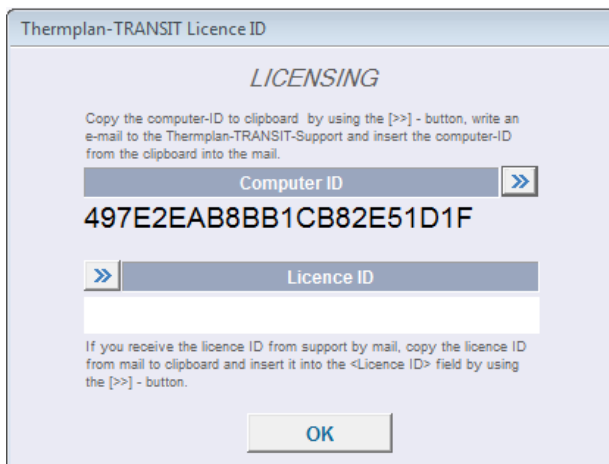 Thermplan-TRANSIT Licence ID
LICENSING
Copy the computer-ID to clipboard by using the [>>] - button, write an
e-mail to the Thermplan-TRANSIT-Support and insert the computer-ID
from the clipboard into the mail.
Computer ID >>
497E2EAB8BB1CB82E51D1F
>> Licence ID
If you receive the licence ID from support by mail, copy the licence ID
from mail to clipboard and insert it into the <Licence ID> field by using
the [>>] - button.
OK